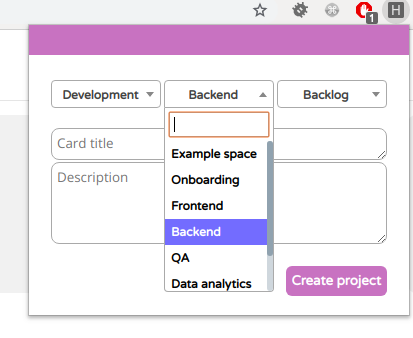 1
H
Development
Backend
Backlog
Card title
Description
Example space
Onboarding
Frontend
Backend
QA
Data analytics
Create project